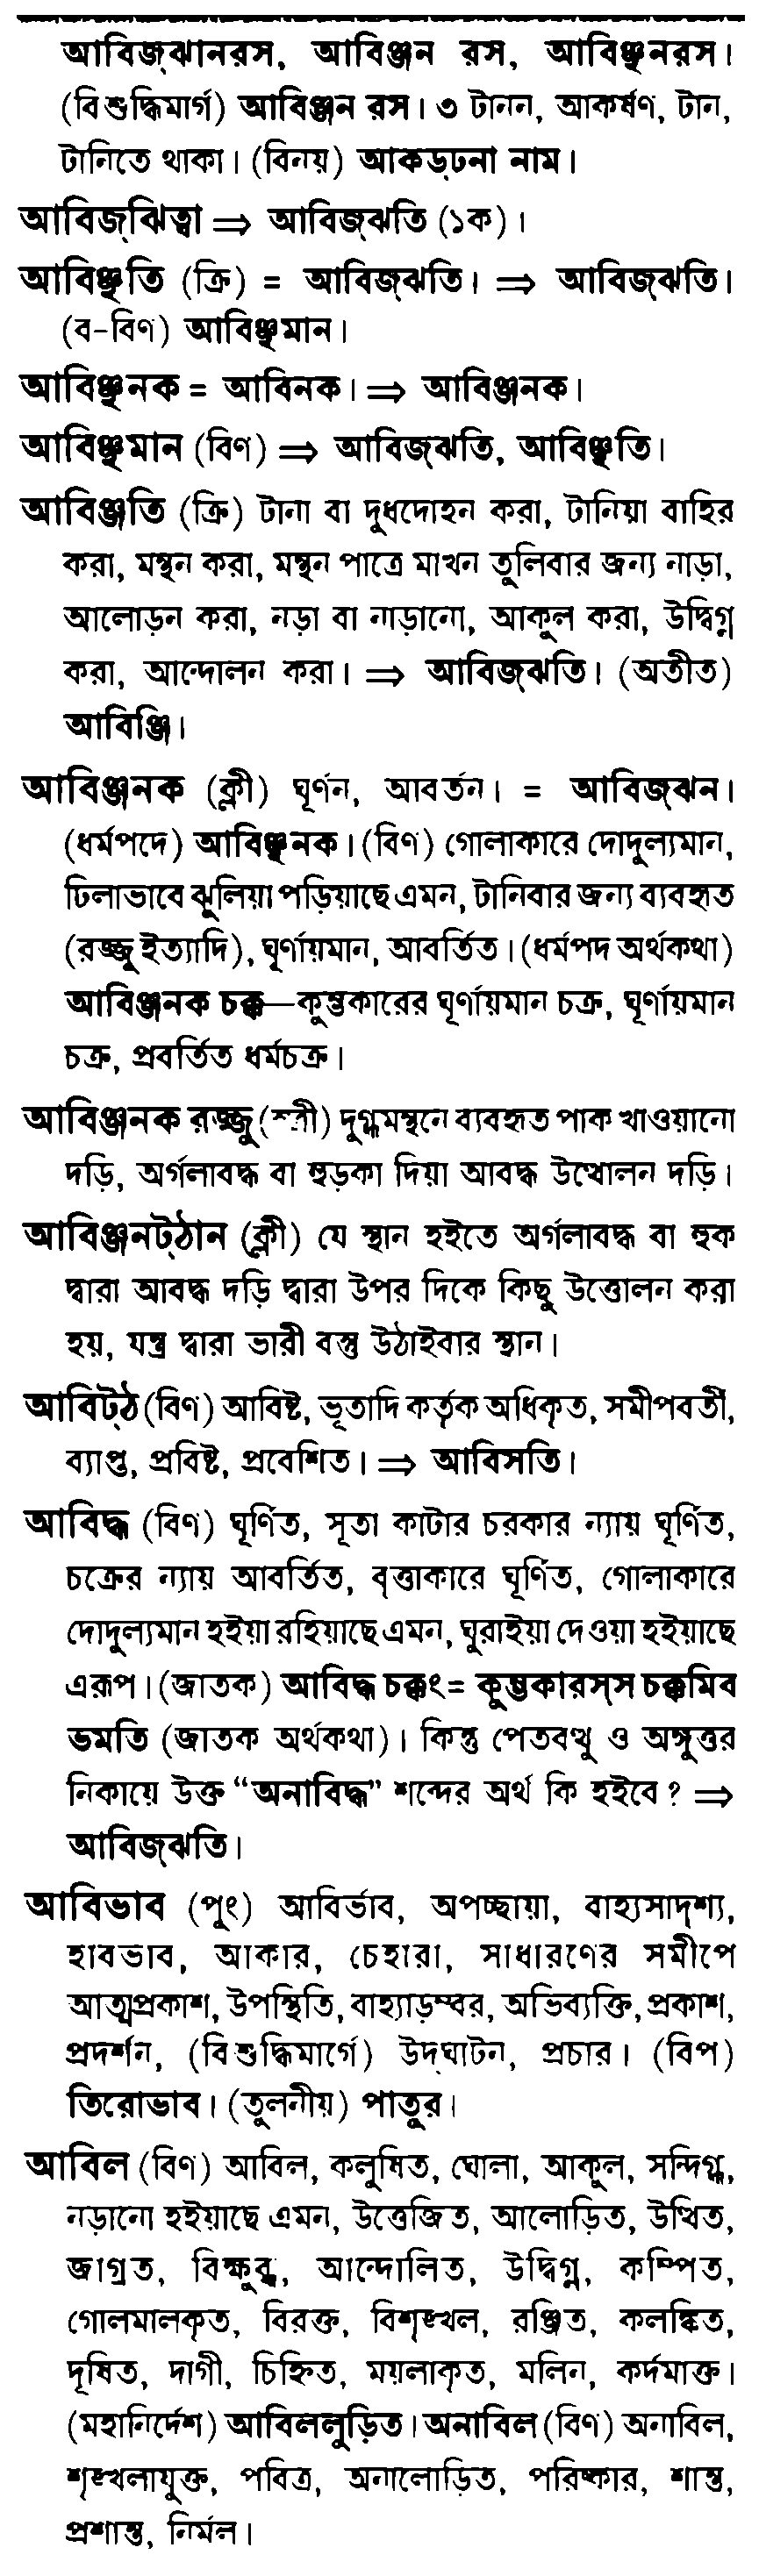 আবিজ্ঝানরস, আবিঞ্জন রস, আবিঞ্ছনরস।
(বিশুদ্ধিমার্গ) আবিঞ্জন রস। ৩ টানন, আকর্ষণ, টান,
টানিতে থাকা। (বিনয়) আকড্ঢনা নাম।
আবিজ্ঝিত্বা ⇒ আবিজ্ঝতি (১ক)।
আবিঞ্ছতি (ক্রি) = আবিজ্ঝতি। ⇒ আবিজ্ঝতি।
(ব-বিণ) আবিঞ্ছমান।
আবিঞ্ছনক = আবিনক। ⇒ আবিঞ্জনক।
আবিঞ্ছমান (বিণ) ⇒ আবিজ্ঝতি, আবিঞ্ছতি।
আবিঞ্জতি (ক্রি) টানা বা দুধদোহন করা, টানিয়া বাহির
করা, মন্থন করা, মন্থন পাত্রে মাখন তুলিবার জন্য নাড়া,
আলোড়ন করা, নড়া বা নাড়ানো, আকুল করা, উদ্বিগ্ন
করা, আন্দোলন করা। ⇒ আবিজ্ঝতি। (অতীত)
আবিঞ্জি।
আবিঞ্জনক (ক্লী) ঘূর্ণন, আবর্তন। = আবিজ্ঝন।
(ধর্মপদে) আবিঞ্ছনক। (বিণ) গোলাকারে দোদুল্যমান,
ঢিলাভাবে ঝুলিয়া পড়িয়াছে এমন, টানিবার জন্য ব্যবহৃত
(রজ্জু ইত্যাদি), ঘূর্ণায়মান, আবর্তিত। (ধর্মপদ অর্থকথা)
আবিঞ্জনক চক্ক—কুম্ভকারের ঘূর্ণায়মান চক্র, ঘূর্ণায়মান
চক্র, প্রবর্তিত ধর্মচক্র।
আবিঞ্জনক রজ্জু (স্ত্রী) দুগ্ধমন্থনে ব্যবহৃত পাক খাওয়ানো
দড়ি, অর্গলাবদ্ধ বা হুড়কা দিয়া আবদ্ধ উত্থোলন দড়ি।
আবিঞ্জনট্ঠান (ক্লী) যে স্থান হইতে অর্গলাবদ্ধ বা হুক
দ্বারা আবদ্ধ দড়ি দ্বারা উপর দিকে কিছু উত্তোলন করা
হয়, যন্ত্র দ্বারা ভারী বস্তু উঠাইবার স্থান।
আবিট্ঠ (বিণ) আবিষ্ট, ভূতাদি কর্তৃক অধিকৃত, সমীপবর্তী,
ব্যাপ্ত, প্রবিষ্ট, প্রবেশিত। ⇒ আবিসতি।
আবিদ্ধ (বিণ) ঘূর্ণিত, সূতা কাটার চরকার ন্যায় ঘূর্ণিত,
চক্রের ন্যায় আবর্তিত, বৃত্তাকারে ঘূর্ণিত, গোলাকারে
দোদুল্যমান হইয়া রহিয়াছে এমন, ঘুরাইয়া দেওয়া হইয়াছে
এরূপ। (জাতক) আবিদ্ধ চক্কং = কুম্ভকারস্স চক্কমিব
ভমতি (জাতক অর্থকথা)। কিন্তু পেতবত্থু ও অঙ্গুত্তর
নিকায়ে উক্ত “অনাবিদ্ধ” শব্দের অর্থ কি হইবে? ⇒
আবিজ্ঝতি।
আবিভাব (পুং) আবির্ভাব, অপচ্ছায়া, বাহ্যসাদৃশ্য,
হাবভাব, আকার, চেহারা, সাধারণের সমীপে
আত্মপ্রকাশ, উপস্থিতি, বাহ্যাড়ম্বর, অভিব্যক্তি, প্রকাশ,
প্রদর্শন, (বিশুদ্ধিমার্গে) উদ্ঘাটন, প্রচার। (বিপ)
তিরোভাব। (তুলনীয়) পাতুর।
আবিল (বিণ) আবিল, কলুষিত, ঘোলা, আকুল, সন্দিগ্ধ,
নড়ানো হইয়াছে এমন, উত্তেজিত, আলোড়িত, উত্থিত,
জাগ্রত, বিক্ষুব্ধ, আন্দোলিত, উদ্বিগ্ন, কম্পিত,
গোলমালকৃত, বিরক্ত, বিশৃঙ্খল, রঞ্জিত, কলঙ্কিত,
দূষিত, দাগী, চিহ্নিত, ময়লাকৃত, মলিন, কর্দমাক্ত।
(মহানির্দেশ) আবিললুড়িত। অনাবিল (বিণ) অনাবিল,
শৃঙ্খলাযুক্ত, পবিত্র, অনালোড়িত, পরিষ্কার, শান্ত,
প্রশান্ত, নির্মল।